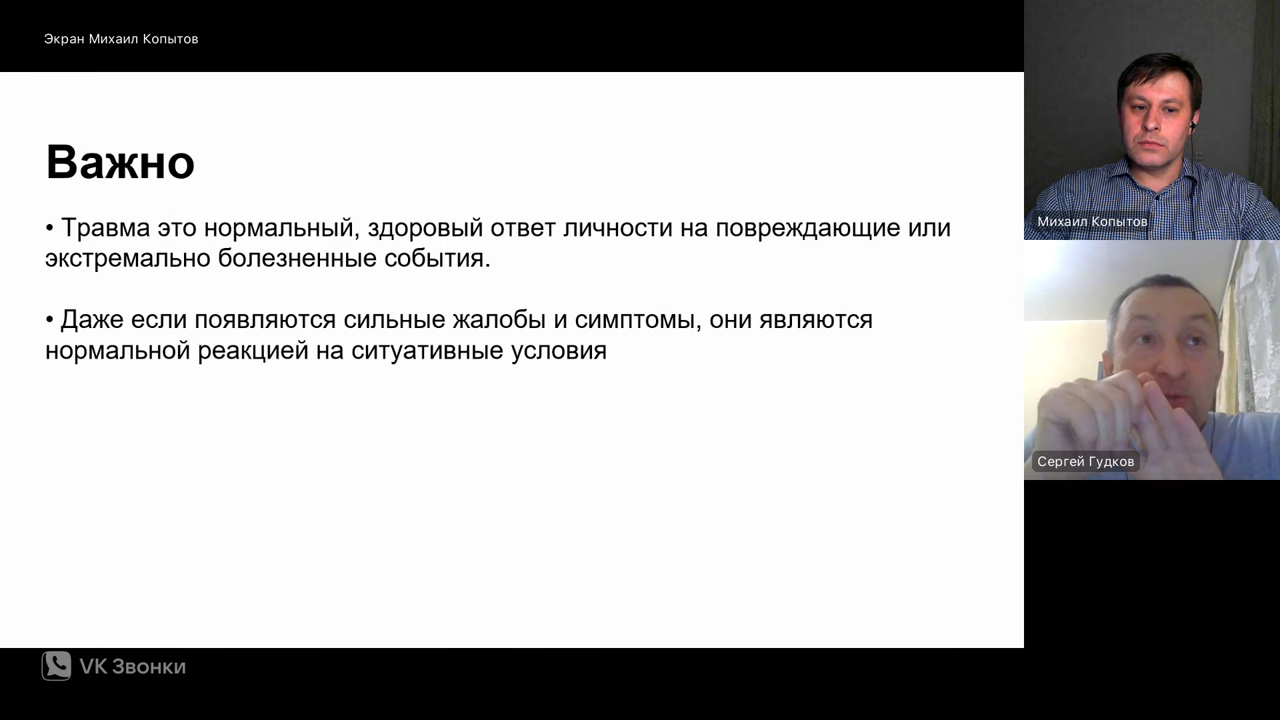 Экран Михаил Копытов
Важно
• Травма это нормальный, здоровый ответ личности на повреждающие или
экстремально болезненные события.
• Даже если появляются сильные жалобы и симптомы, они являются
нормальной реакцией на ситуативные условия
Михаил Копытов
Сергей Гудков
VK Звонки